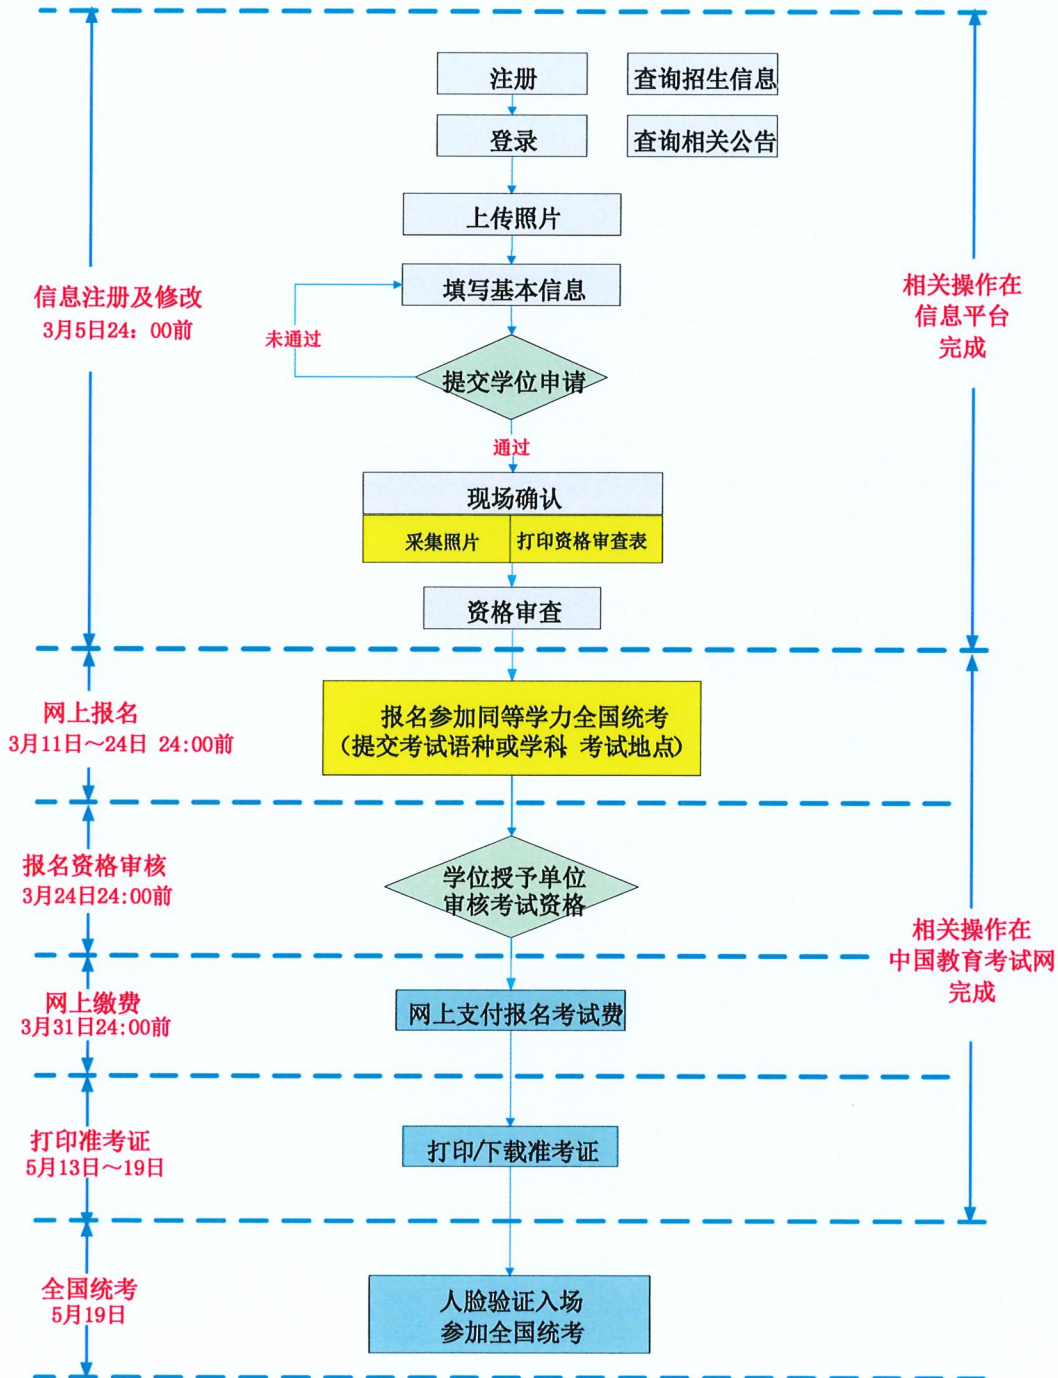 注册
查询招生信息
登录
查询相关公告
上传照片
填写基本信息
信息注册及修改
3月5日24：00前
未通过
相关操作在
信息平台
完成
提交学位申请
通过
现场确认
采集照片
打印资格审查表
资格审查
网上报名
3月11日～24日 24:00前
报名参加同等学力全国统考
（提交考试语种或学科 考试地点）
报名资格审核
3月24日24:00前
学位授予单位
审核考试资格
相关操作在
中国教育考试网
完成
网上缴费
3月31日24:00前
网上支付报名考试费
打印准考证
5月13日～19日
打印/下载准考证
全国统考
5月19日
人脸验证入场
参加全国统考